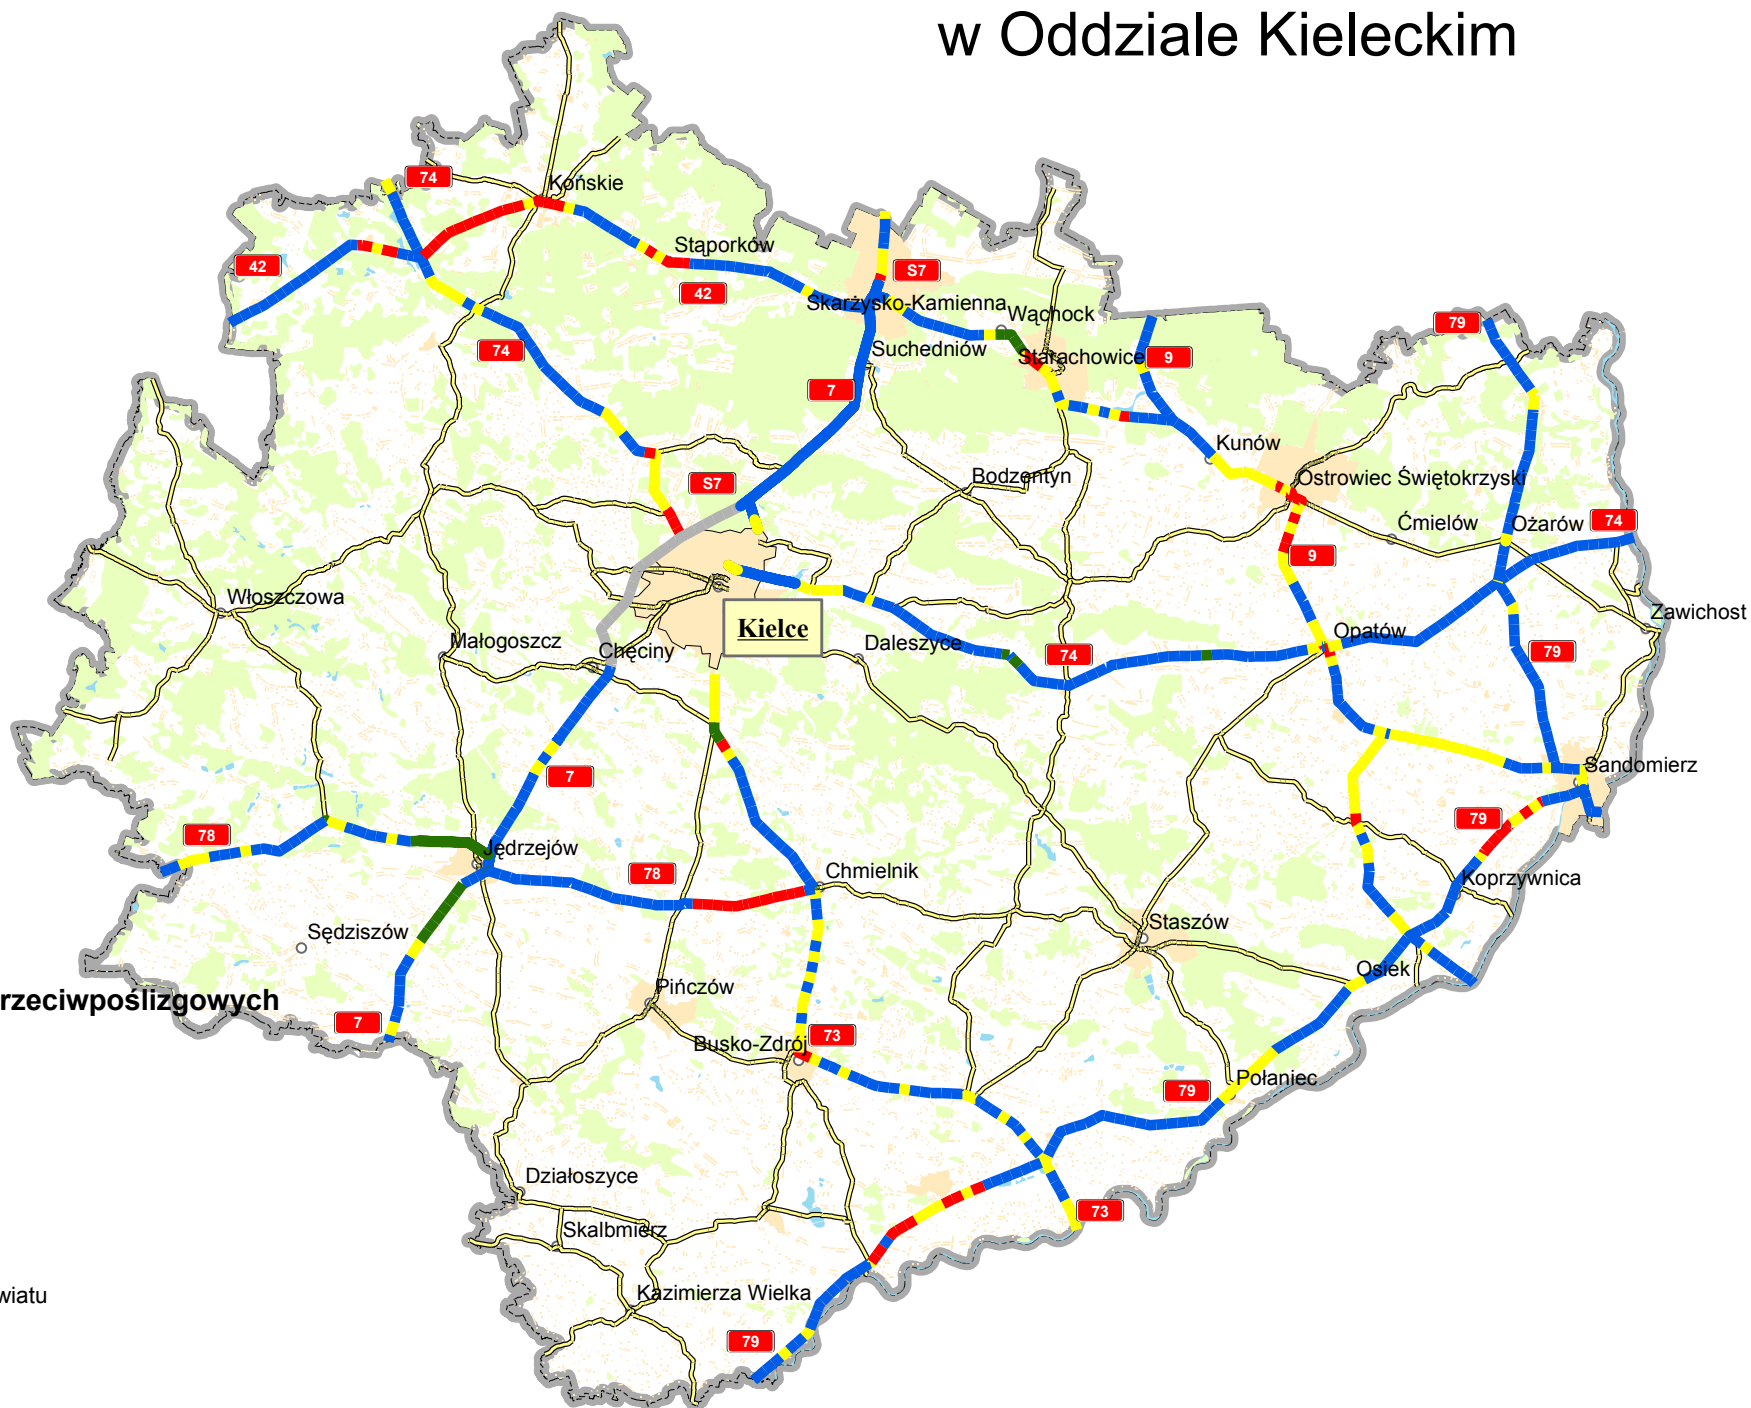 w Oddziale Kieleckim
74
Końskie
42
Stąporków
42
S7
Skarżysko-Kamienna
Wąchock
79
74
Suchedniów
Starachowice
9
7
Kunów
S7
Bodzentyn
Ostrowiec Świętokrzyski
Ćmielów
Ożarów
74
9
Włoszczowa
Zawichost
Kielce
Opatów
Małogoszcz
Chęciny
Daleszyce
74
79
7
Sandomierz
78
79
Jędrzejów
78
Chmielnik
Koprzywnica
Sędziszów
Staszów
Osiek
Pińczów
rzeciwpoślizgowych
7
73
Busko-Zdrój
79
Połaniec
Działoszyce
73
Skalbmierz
Kazimierza Wielka
wiatu
79